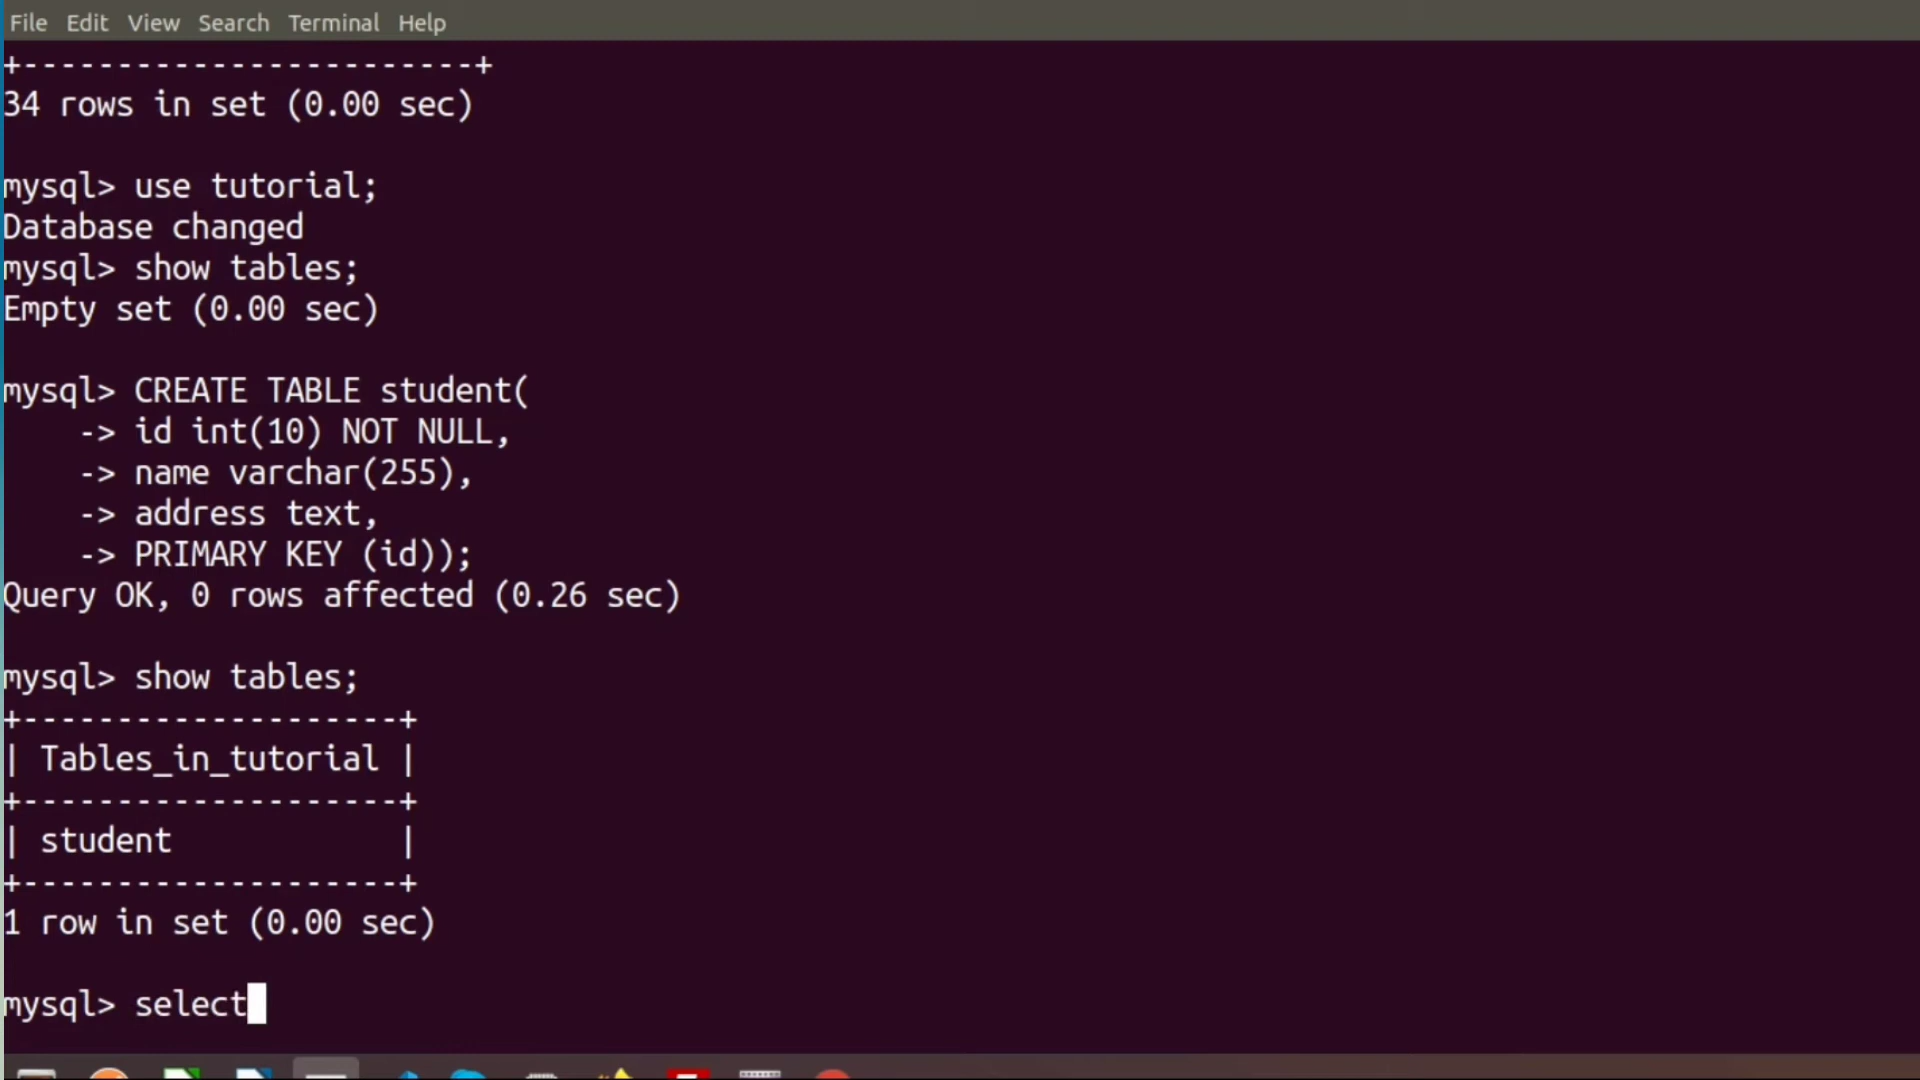 File Edit View Search Terminal Help
+------------------------+
34 rows in set (0.00 sec)
mysql> use tutorial;
Database changed
mysql> show tables;
Empty set (0.00 sec)
mysql> CREATE TABLE student(
    -> id int(10) NOT NULL,
    -> name varchar(255),
    -> address text,
    -> PRIMARY KEY (id));
Query OK, 0 rows affected (0.26 sec)
mysql> show tables;
+--------------------+
| Tables_in_tutorial |
+--------------------+
| student            |
+--------------------+
1 row in set (0.00 sec)
mysql> select